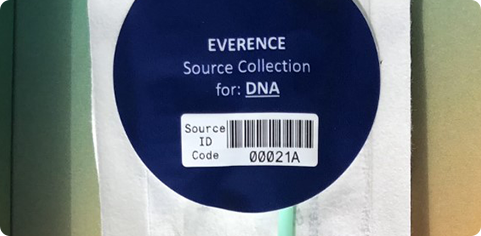 EVERENCE
Source Collection
for: DNA
Source
ID
Code
00021A